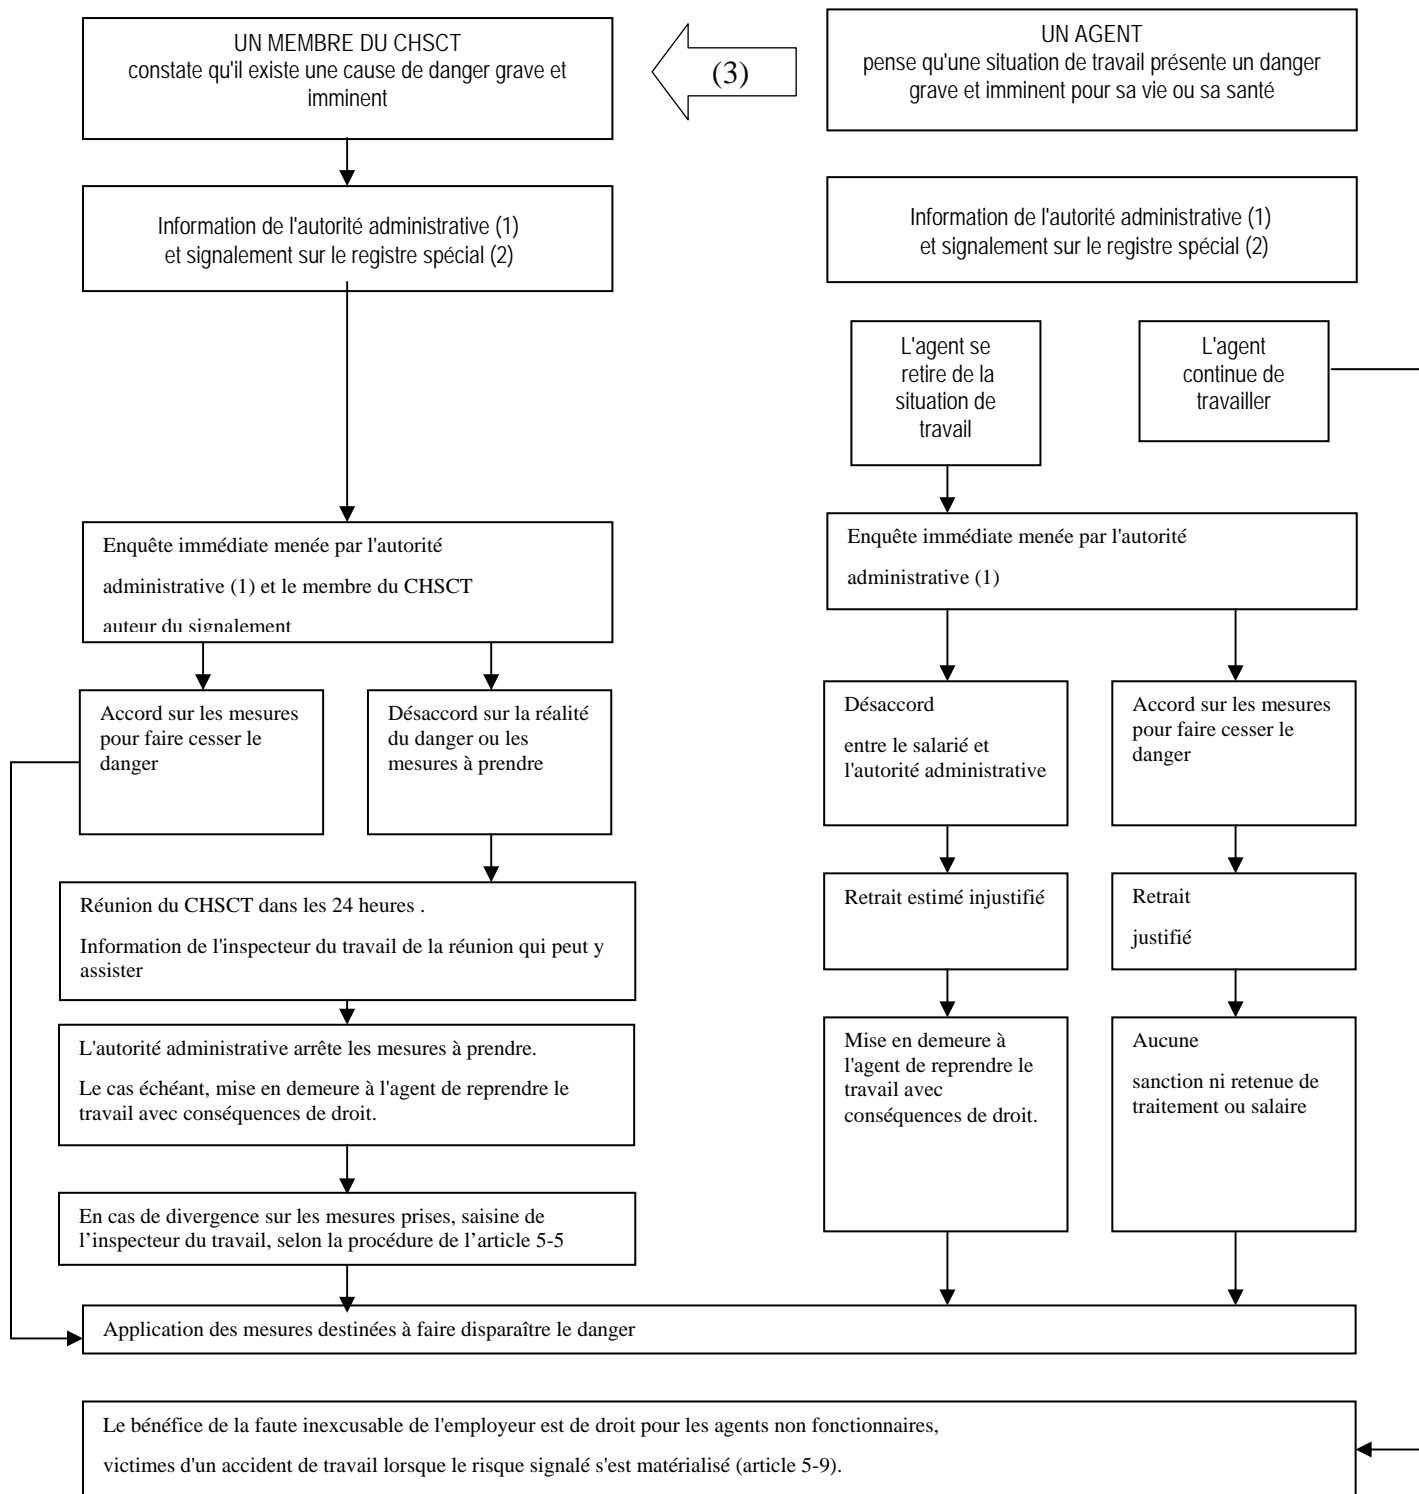 UN MEMBRE DU CHSCT
constate qu'il existe une cause de danger grave et
imminent
(3)
UN AGENT
pense qu'une situation de travail présente un danger
grave et imminent pour sa vie ou sa santé
Information de l'autorité administrative (1)
et signalement sur le registre spécial (2)
Information de l'autorité administrative (1)
et signalement sur le registre spécial (2)
L'agent se
retire de la
situation de
travail
L'agent
continue de
travailler
Enquête immédiate menée par l'autorité
administrative (1) et le membre du CHSCT
auteur du signalement
Enquête immédiate menée par l'autorité
administrative (1)
Accord sur les mesures
pour faire cesser le
danger
Désaccord sur la réalité
du danger ou les
mesures à prendre
Désaccord
entre le salarié et
l'autorité administrative
Accord sur les mesures
pour faire cesser le
danger
Réunion du CHSCT dans les 24 heures .
Information de l'inspecteur du travail de la réunion qui peut y
assister
Retrait estimé injustifié
Retrait
justifié
L'autorité administrative arrête les mesures à prendre.
Le cas échéant, mise en demeure à l'agent de reprendre le
travail avec conséquences de droit.
Mise en demeure à
l'agent de reprendre le
travail avec
conséquences de droit.
Aucune
sanction ni retenue de
traitement ou salaire
En cas de divergence sur les mesures prises, saisine de
l’inspecteur du travail, selon la procédure de l’article 5-5
Application des mesures destinées à faire disparaître le danger
Le bénéfice de la faute inexcusable de l'employeur est de droit pour les agents non fonctionnaires,
victimes d'un accident de travail lorsque le risque signalé s'est matérialisé (article 5-9).